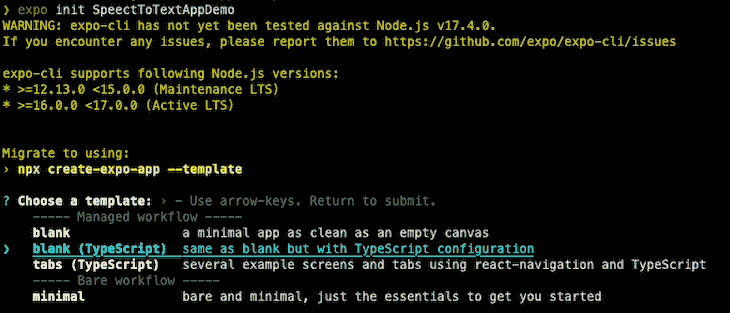 ❯ expo init SpeectToTextAppDemo
WARNING: expo-cli has not yet been tested against Node.js v17.4.0.
If you encounter any issues, please report them to https://github.com/expo/expo-cli/issues
expo-cli supports following Node.js versions:
* >=12.13.0 <15.0.0 (Maintenance LTS)
* >=16.0.0 <17.0.0 (Active LTS)
Migrate to using:
› npx create-expo-app --template
? Choose a template: › - Use arrow-keys. Return to submit.
----- Managed workflow -----
blank a minimal app as clean as an empty canvas
❯ blank (TypeScript) same as blank but with TypeScript configuration
tabs (TypeScript) several example screens and tabs using react-navigation and TypeScript
----- Bare workflow -----
minimal bare and minimal, just the essentials to get you started